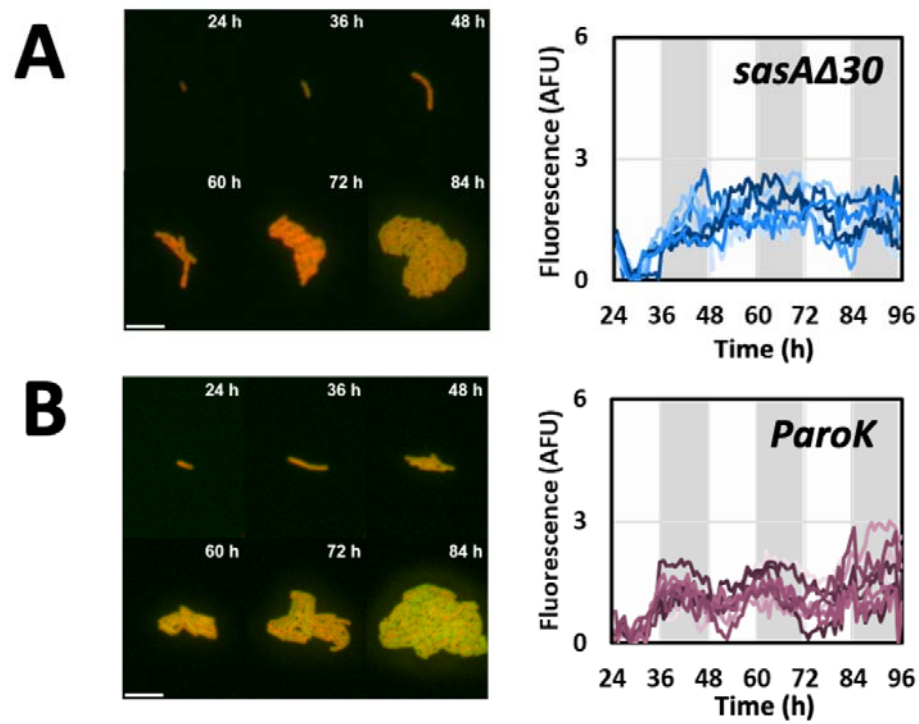 A
24 h 36 h 48 h
60 h 72 h 84 h
6
3
0
Fluorescence (AFU)
sasAΔ30
24 36 48 60 72 84 96
Time (h)
B
24 h 36 h 48 h
60 h 72 h 84 h
6
3
0
Fluorescence (AFU)
ParoK
24 36 48 60 72 84 96
Time (h)